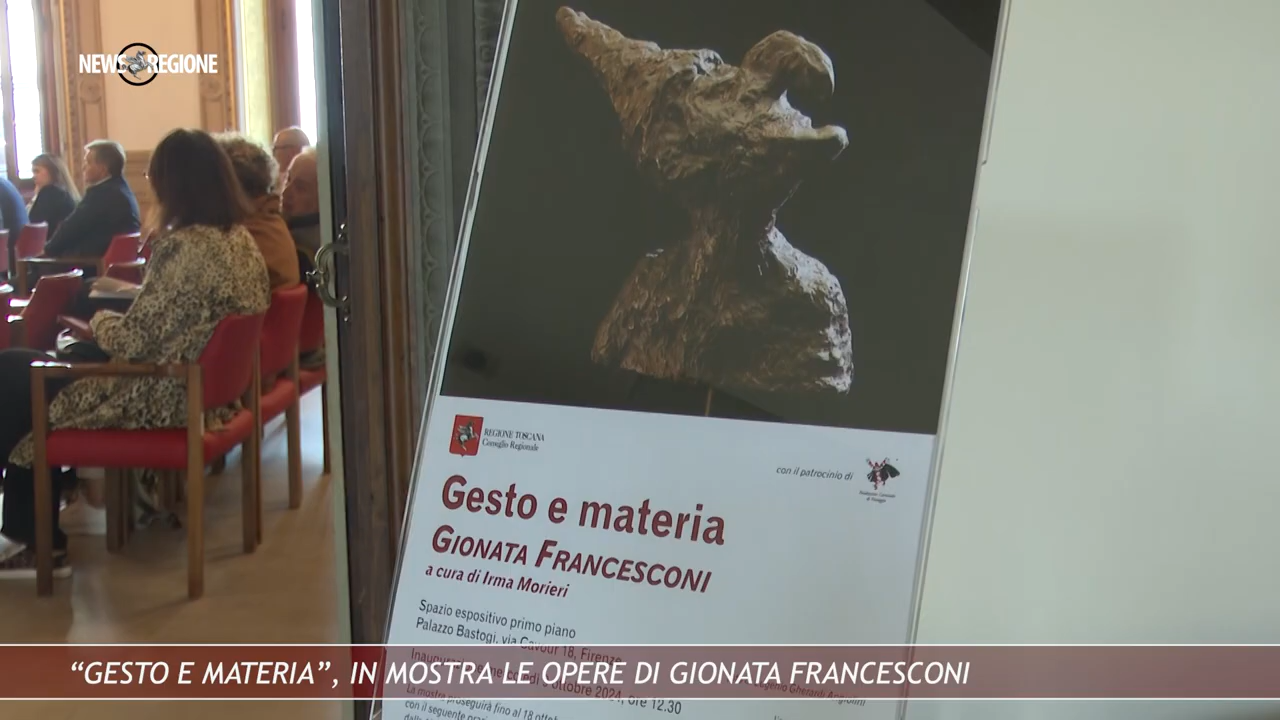 NEWS REGIONE
REGIONE TOSCANA
Consiglio Regionale
con il patrocinio di
Gesto e materia
GIONATA FRANCESCONI
a cura di Irma Morieri
Spazio espositivo primo piano
Palazzo Bastogi, via Cavour 18, Firenze
“GESTO E MATERIA”, IN MOSTRA LE OPERE DI GIONATA FRANCESCONI
ottobre 2024, ore 12.30
La mostra proseguirà fino al 18
con il seguente